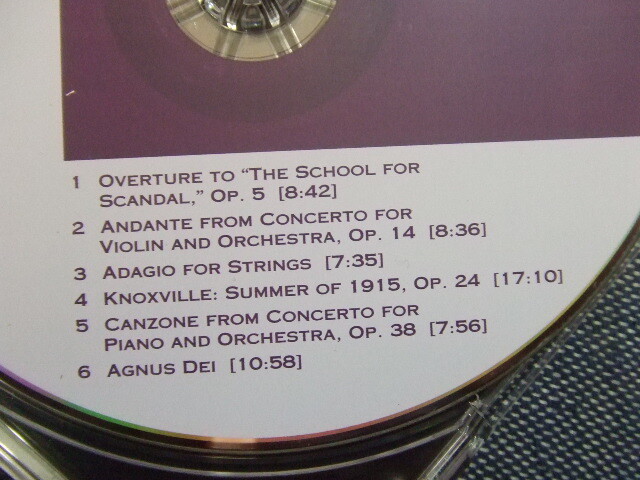 1 OVERTURE TO “THE SCHOOL FOR
SCANDAL,” OP. 5 [8:42]
2 ANDANTE FROM CONCERTO FOR
VIOLIN AND ORCHESTRA, OP. 14 [8:36]
3 ADAGIO FOR STRINGS [7:35]
4 KNOXVILLE: SUMMER OF 1915, OP. 24 [17:10]
5 CANZONE FROM CONCERTO FOR
PIANO AND ORCHESTRA, OP. 38 [7:56]
6 AGNUS DEI [10:58]